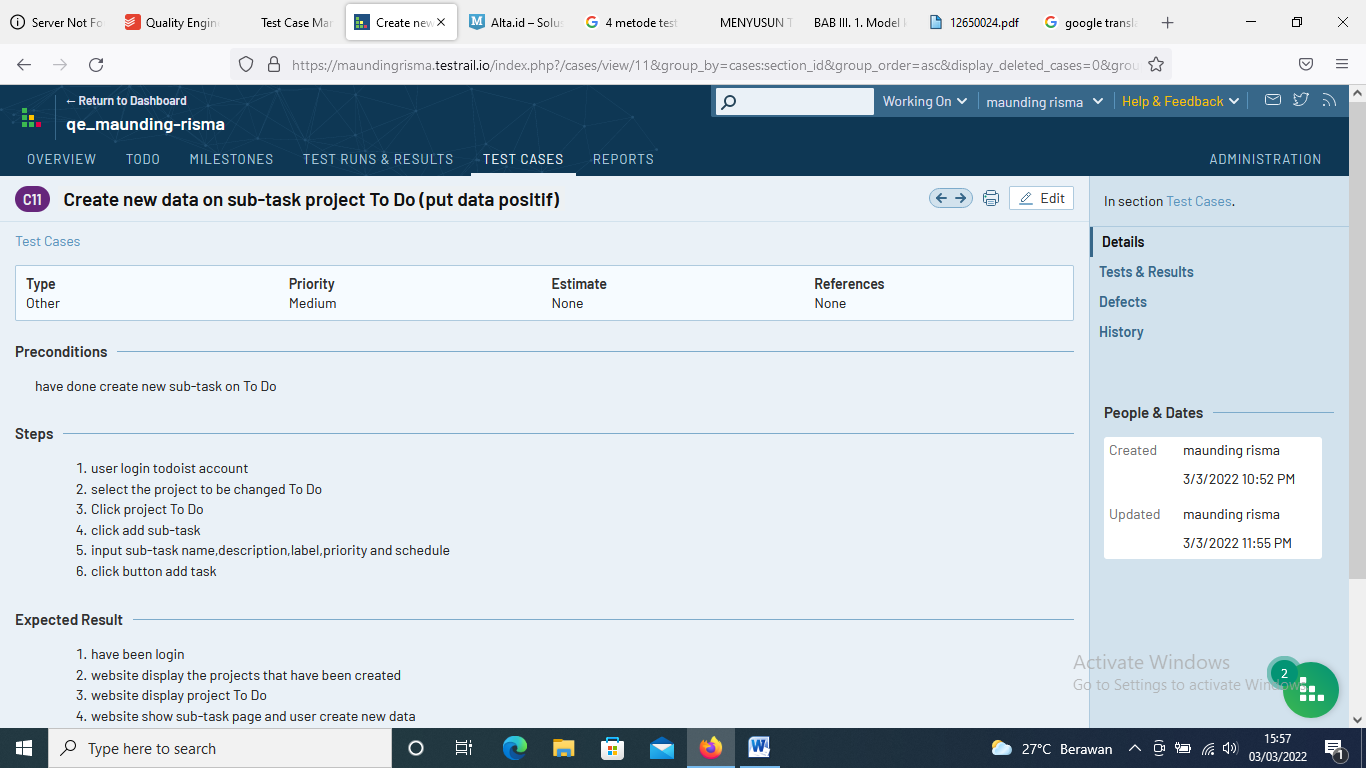 Server Not Fo
Quality Engin
Test Case Mar
Create new
Alta.id – Solus
4 metode test
MENYUSUN T
BAB III. 1. Model
12650024.pdf
google transla
https://maundingrisma.testrail.io/index.php?/cases/view/11&group_by=cases:section_id&group_order=asc&display_deleted_cases=0&grou
← Return to Dashboard
qe_maunding-risma
Working On
maunding risma
Help & Feedback
OVERVIEW TODO MILESTONES TEST RUNS & RESULTS TEST CASES REPORTS ADMINISTRATION
C11 Create new data on sub-task project To Do (put data positif)
Edit
In section Test Cases.
Test Cases
Type Priority Estimate References
Other Medium None None
Preconditions
have done create new sub-task on To Do
Steps
1. user login todoist account
2. select the project to be changed To Do
3. Click project To Do
4. click add sub-task
5. input sub-task name,description,label,priority and schedule
6. click button add task
Expected Result
1. have been login
2. website display the projects that have been created
3. website display project To Do
4. website show sub-task page and user create new data
Details
Tests & Results
Defects
History
People & Dates
Created maunding risma
3/3/2022 10:52 PM
Updated maunding risma
3/3/2022 11:55 PM
Activate Windows
Go to Settings to activate Windows.
2
Type here to search
W
27°C Berawan
15:57
03/03/2022
1